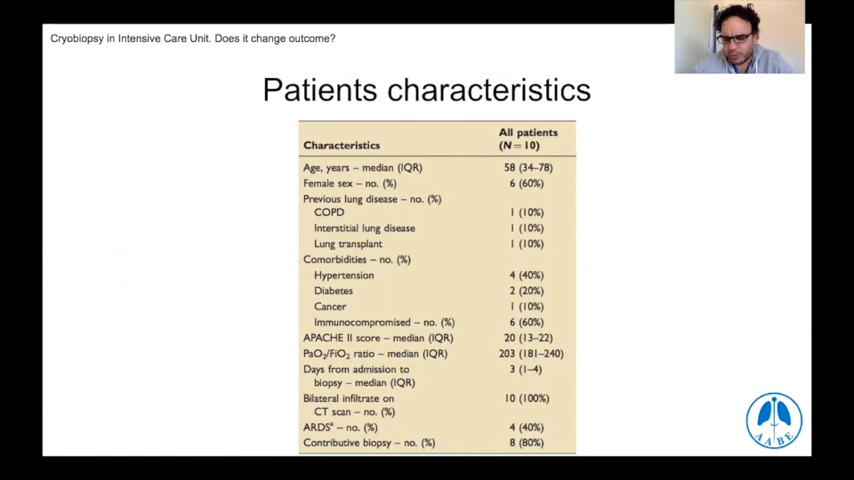 Cryobiopsy in Intensive Care Unit. Does it change outcome?
Patients characteristics
Characteristics All patients (N=10)
Age, years – median (IQR) 58 (34–78)
Female sex – no. (%) 6 (60%)
Previous lung disease – no. (%)
COPD 1 (10%)
Interstitial lung disease 1 (10%)
Lung transplant 1 (10%)
Comorbidities – no. (%)
Hypertension 4 (40%)
Diabetes 2 (20%)
Cancer 1 (10%)
Immunocompromised – no. (%) 6 (60%)
APACHE II score – median (IQR) 20 (13–22)
PaO₂/FiO₂ ratio – median (IQR) 203 (181–240)
Days from admission to 3 (1–4)
biopsy – median (IQR)
Bilateral infiltrate on 10 (100%)
CT scan – no. (%)
ARDSᵃ – no. (%) 4 (40%)
Contributive biopsy – no. (%) 8 (80%)
AABE